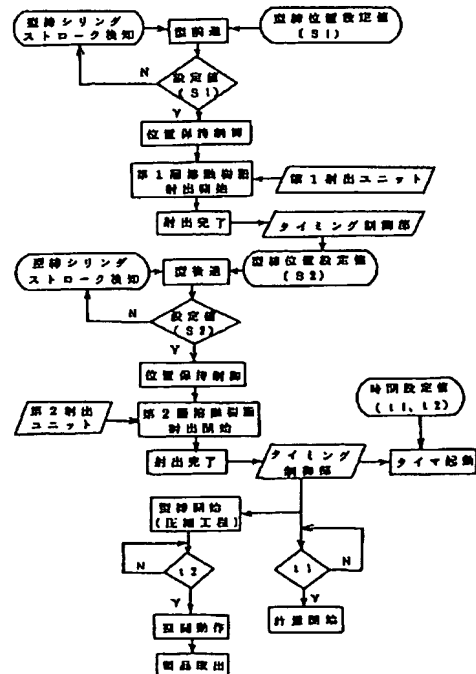 型締シリンダ
ストローク検知
型前進
型締位置設定値
(S1)
N
設定値
(S1)
Y
位置保持制御
第1層溶融樹脂
射出開始
第1射出ユニット
射出完了
タイミング制御部
型締シリンダ
ストローク検知
型後退
型締位置設定値
(S2)
N
設定値
(S2)
Y
位置保持制御
時間設定値
(t1、t2)
第2射出
ユニット
第2層溶融樹脂
射出開始
射出完了
タイミング
制御部
タイマ起動
型締開始
(圧縮工程)
N
t2
t1
N
Y
Y
型開動作
計量開始
製品取出